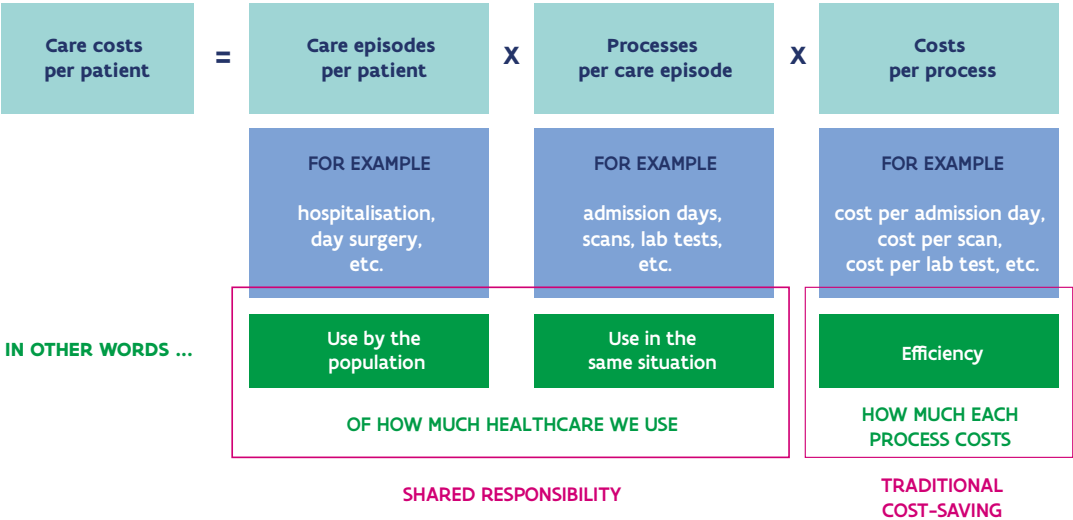 Care costs
per patient
=
Care episodes
per patient
X
Processes
per care episode
X
Costs
per process
FOR EXAMPLE
hospitalisation,
day surgery,
etc.
FOR EXAMPLE
admission days,
scans, lab tests,
etc.
FOR EXAMPLE
cost per admission day,
cost per scan,
cost per lab test, etc.
IN OTHER WORDS ...
Use by the
population
Use in the
same situation
Efficiency
OF HOW MUCH HEALTHCARE WE USE
HOW MUCH EACH
PROCESS COSTS
SHARED RESPONSIBILITY
TRADITIONAL
COST-SAVING